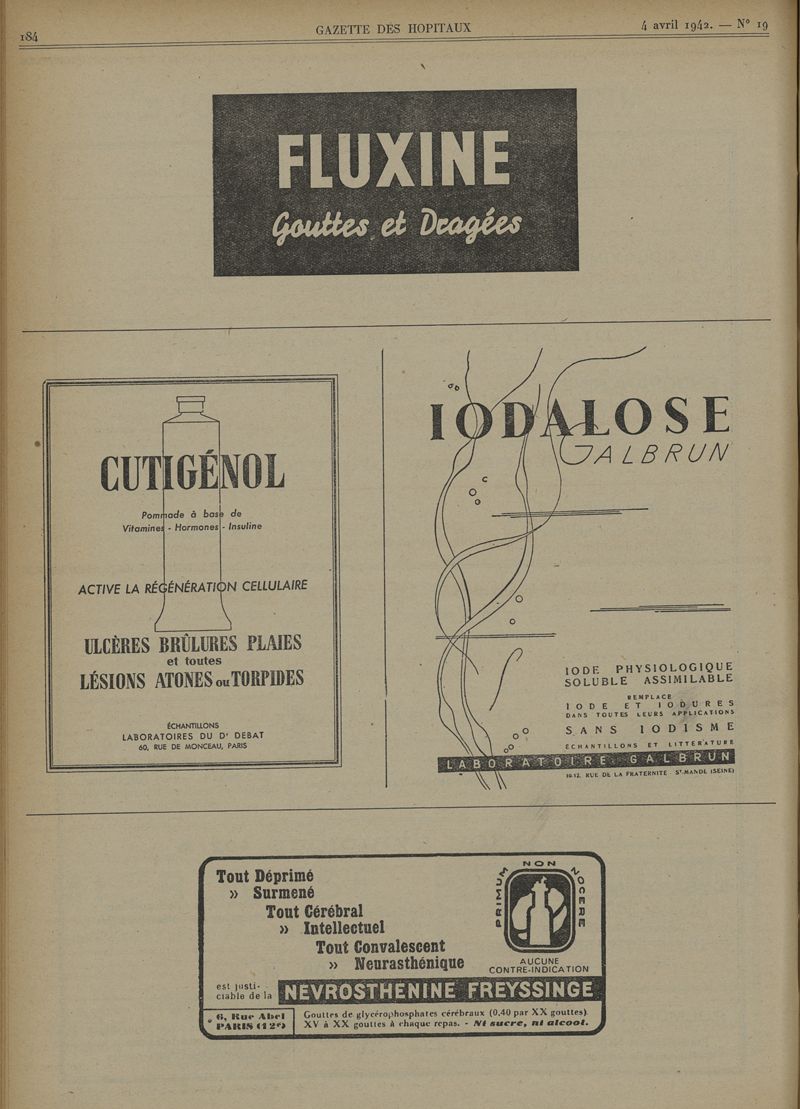 184
GAZETTE DES HOPITAUX
4 avril 1942. — N° 19
FLUXINE
Gouttes et Dragées
CUTIGÉNOL
Pommade à base de
Vitamines - Hormones - Insuline
ACTIVE LA RÉGÉNÉRATION CELLULAIRE
ULCÈRES BRÛLURES PLAIES
et toutes
LÉSIONS ATONES ou TORPIDES
ÉCHANTILLONS
LABORATOIRES DU Dr DEBAT
60, RUE DE MONCEAU, PARIS
IODALOSE
GALBRUN
IODE PHYSIOLOGIQUE
SOLUBLE ASSIMILABLE
REMPLACE
IODE ET IODURES
DANS TOUTES LEURS APPLICATIONS
SANS IODISME
ÉCHANTILLONS ET LITTÉRATURE
LABORATOIRE GALBRUN
10.12. RUE DE LA FRATERNITÉ St-MANDÉ (SEINE)
Tout Déprimé
» Surmené
Tout Cérébral
» Intellectuel
Tout Convalescent
» Neurasthénique
PRIMUM NON NOCERE
AUCUNE
CONTRE-INDICATION
est justi-
ciable de la
NÉVROSTHÉNINE FREYSSINGE
6, Rue Abel
PARIS (12e)
Gouttes de glycérophosphates cérébraux (0,40 par XX gouttes)
XV à XX gouttes à chaque repas. - Ni sucre, ni alcool.